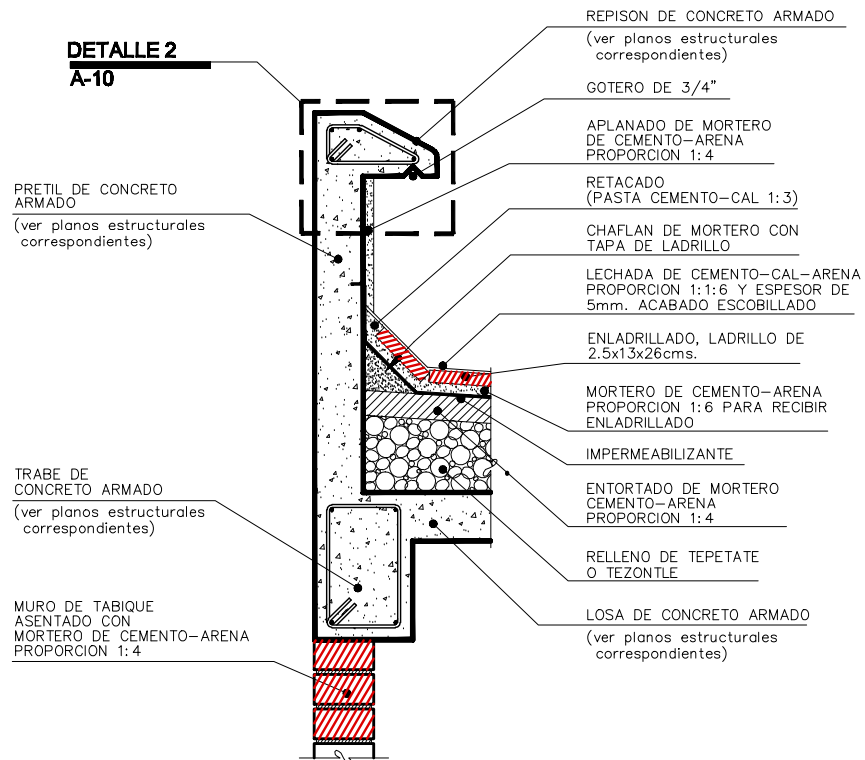 DETALLE 2
A-10
PRETIL DE CONCRETO
ARMADO
(ver planos estructurales
correspondientes)
TRABE DE
CONCRETO ARMADO
(ver planos estructurales
correspondientes)
MURO DE TABIQUE
ASENTADO CON
MORTERO DE CEMENTO-ARENA
PROPORCION 1:4
REPISON DE CONCRETO ARMADO
(ver planos estructurales
correspondientes)
GOTERO DE 3/4"
APLANADO DE MORTERO
DE CEMENTO-ARENA
PROPORCION 1:4
RETACADO
(PASTA CEMENTO-CAL 1:3)
CHAFLAN DE MORTERO CON
TAPA DE LADRILLO
LECHADA DE CEMENTO-CAL-ARENA
PROPORCION 1:1:6 Y ESPESOR DE
5mm. ACABADO ESCOBILLADO
ENLADRILLADO, LADRILLO DE
2.5x13x26cms.
MORTERO DE CEMENTO-ARENA
PROPORCION 1:6 PARA RECIBIR
ENLADRILLADO
IMPERMEABILIZANTE
ENTORTADO DE MORTERO
CEMENTO-ARENA
PROPORCION 1:4
RELLENO DE TEPETATE
O TEZONTLE
LOSA DE CONCRETO ARMADO
(ver planos estructurales
correspondientes)